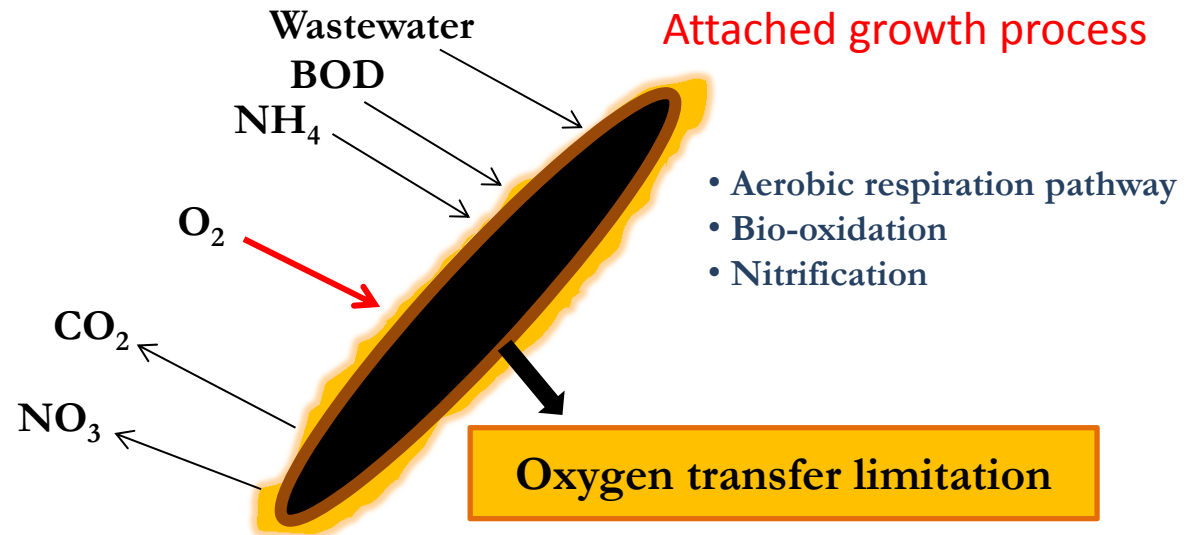 Attached growth process
Wastewater
BOD
NH₄
O₂
CO₂
NO₃
• Aerobic respiration pathway
• Bio-oxidation
• Nitrification
Oxygen transfer limitation